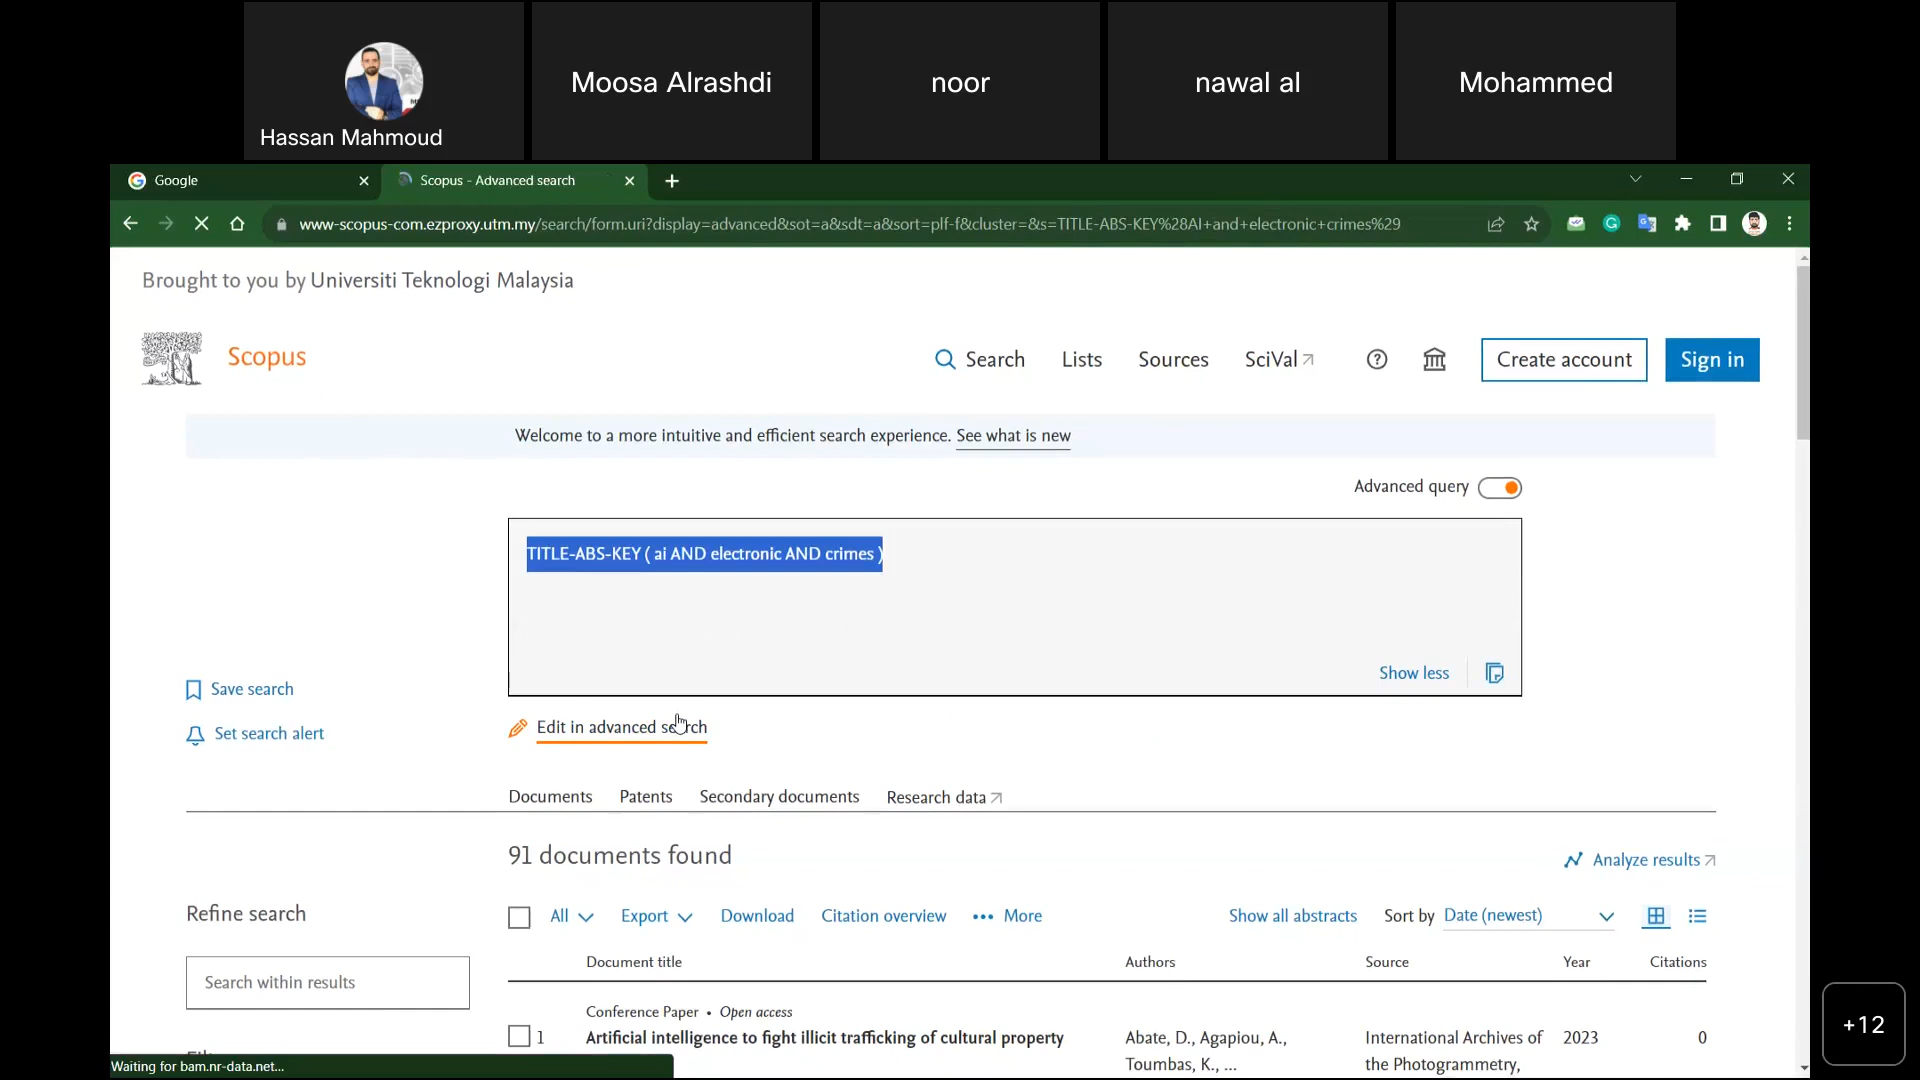 Hassan Mahmoud
Moosa Alrashdi
noor
nawal al
Mohammed
Google
Scopus - Advanced search
www-scopus-com.ezproxy.utm.my/search/form.uri?display=advanced&sot=a&sdt=a&sort=plf-f&cluster=&s=TITLE-ABS-KEY%28AI+and+electronic+crimes%29
Brought to you by Universiti Teknologi Malaysia
Scopus
Search
Lists
Sources
SciVal
Create account
Sign in
Welcome to a more intuitive and efficient search experience. See what is new
Advanced query
TITLE-ABS-KEY ( ai AND electronic AND crimes )
Show less
Save search
Edit in advanced search
Set search alert
Documents
Patents
Secondary documents
Research data
91 documents found
Analyze results
Refine search
All
Export
Download
Citation overview
More
Show all abstracts
Sort by Date (newest)
Document title
Authors
Source
Year
Citations
Search within results
Conference Paper • Open access
1
Artificial intelligence to fight illicit trafficking of cultural property
Abate, D., Agapiou, A.,
Toumbas, K., ...
International Archives of
the Photogrammetry,
2023
0
+12
Waiting for bam.nr-data.net...